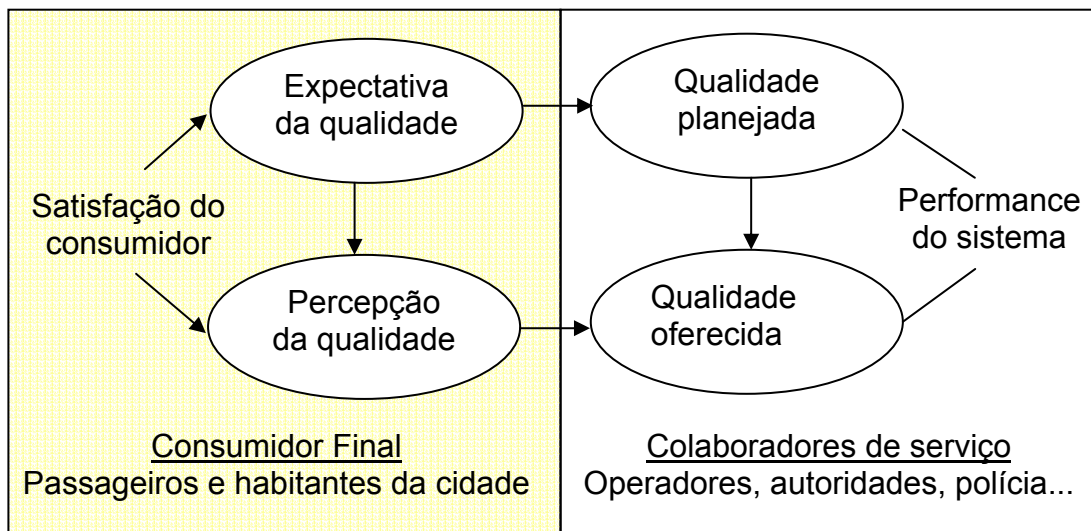 Expectativa
da qualidade
Qualidade
planejada
Satisfação do
consumidor
Performance
do sistema
Percepção
da qualidade
Qualidade
oferecida
Consumidor Final
Passageiros e habitantes da cidade
Colaboradores de serviço
Operadores, autoridades, polícia...